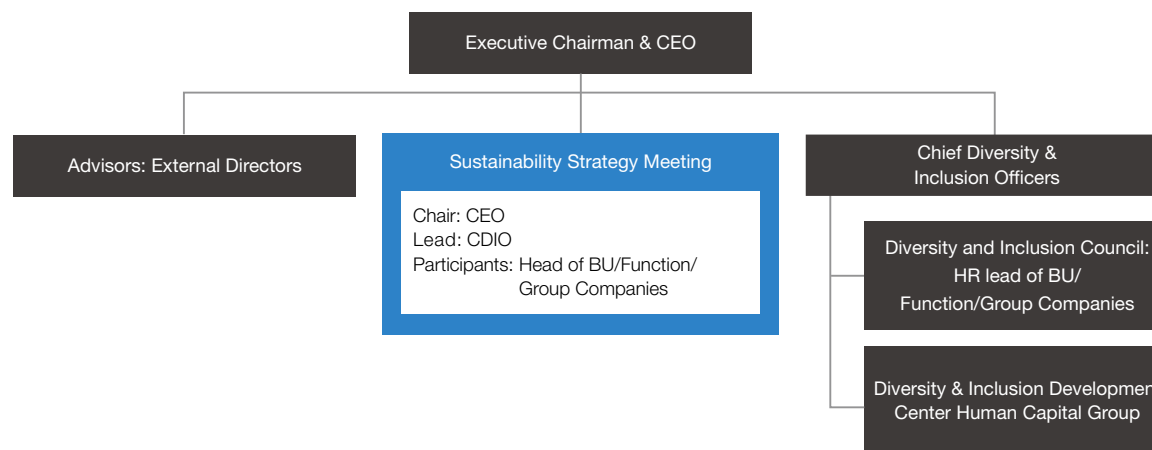 Executive Chairman & CEO
Advisors: External Directors
Sustainability Strategy Meeting
Chair: CEO
Lead: CDIO
Participants: Head of BU/Function/
Group Companies
Chief Diversity &
Inclusion Officers
Diversity and Inclusion Council:
HR lead of BU/
Function/Group Companies
Diversity & Inclusion Developmen
Center Human Capital Group